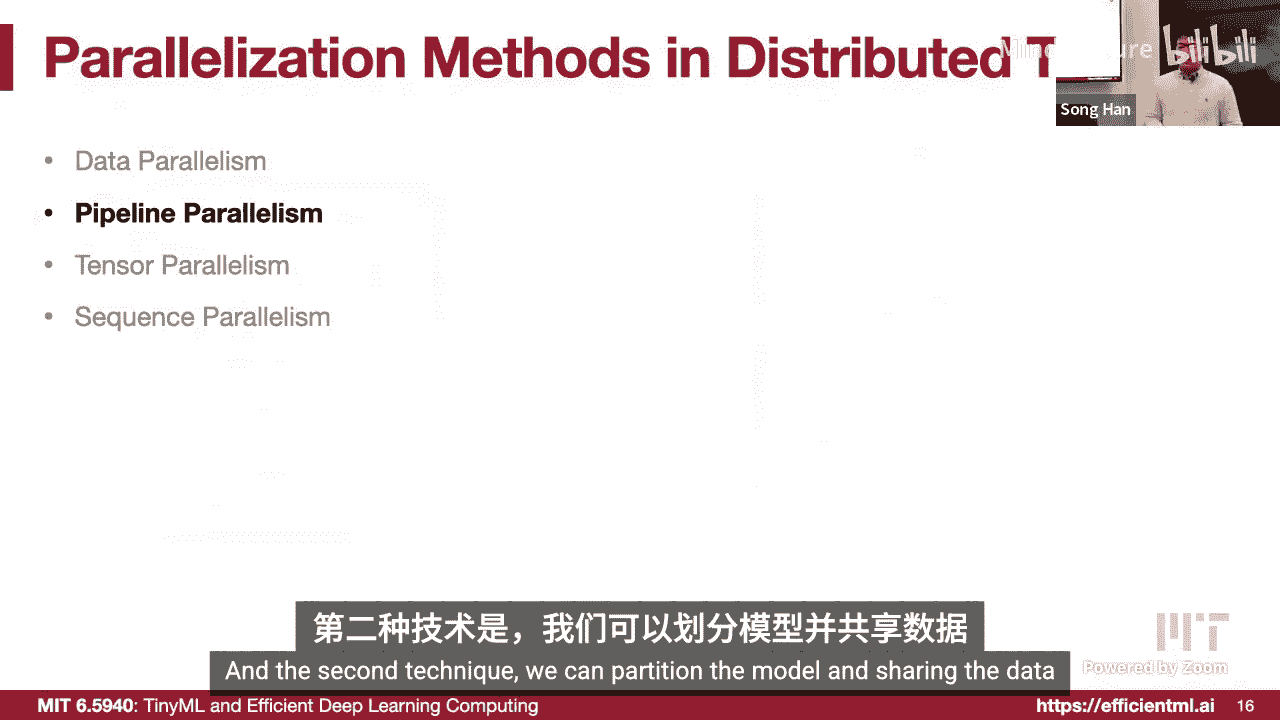 Parallelization Methods in Distributed T
bilibili
Song Han
• Data Parallelism
• Pipeline Parallelism
• Tensor Parallelism
• Sequence Parallelism
第二种技术是，我们可以划分模型并共享数据
And the second technique, we can partition the model and sharing the data
Powered by Zoom
MIT 6.5940: TinyML and Efficient Deep Learning Computing
https://efficientml.ai
16